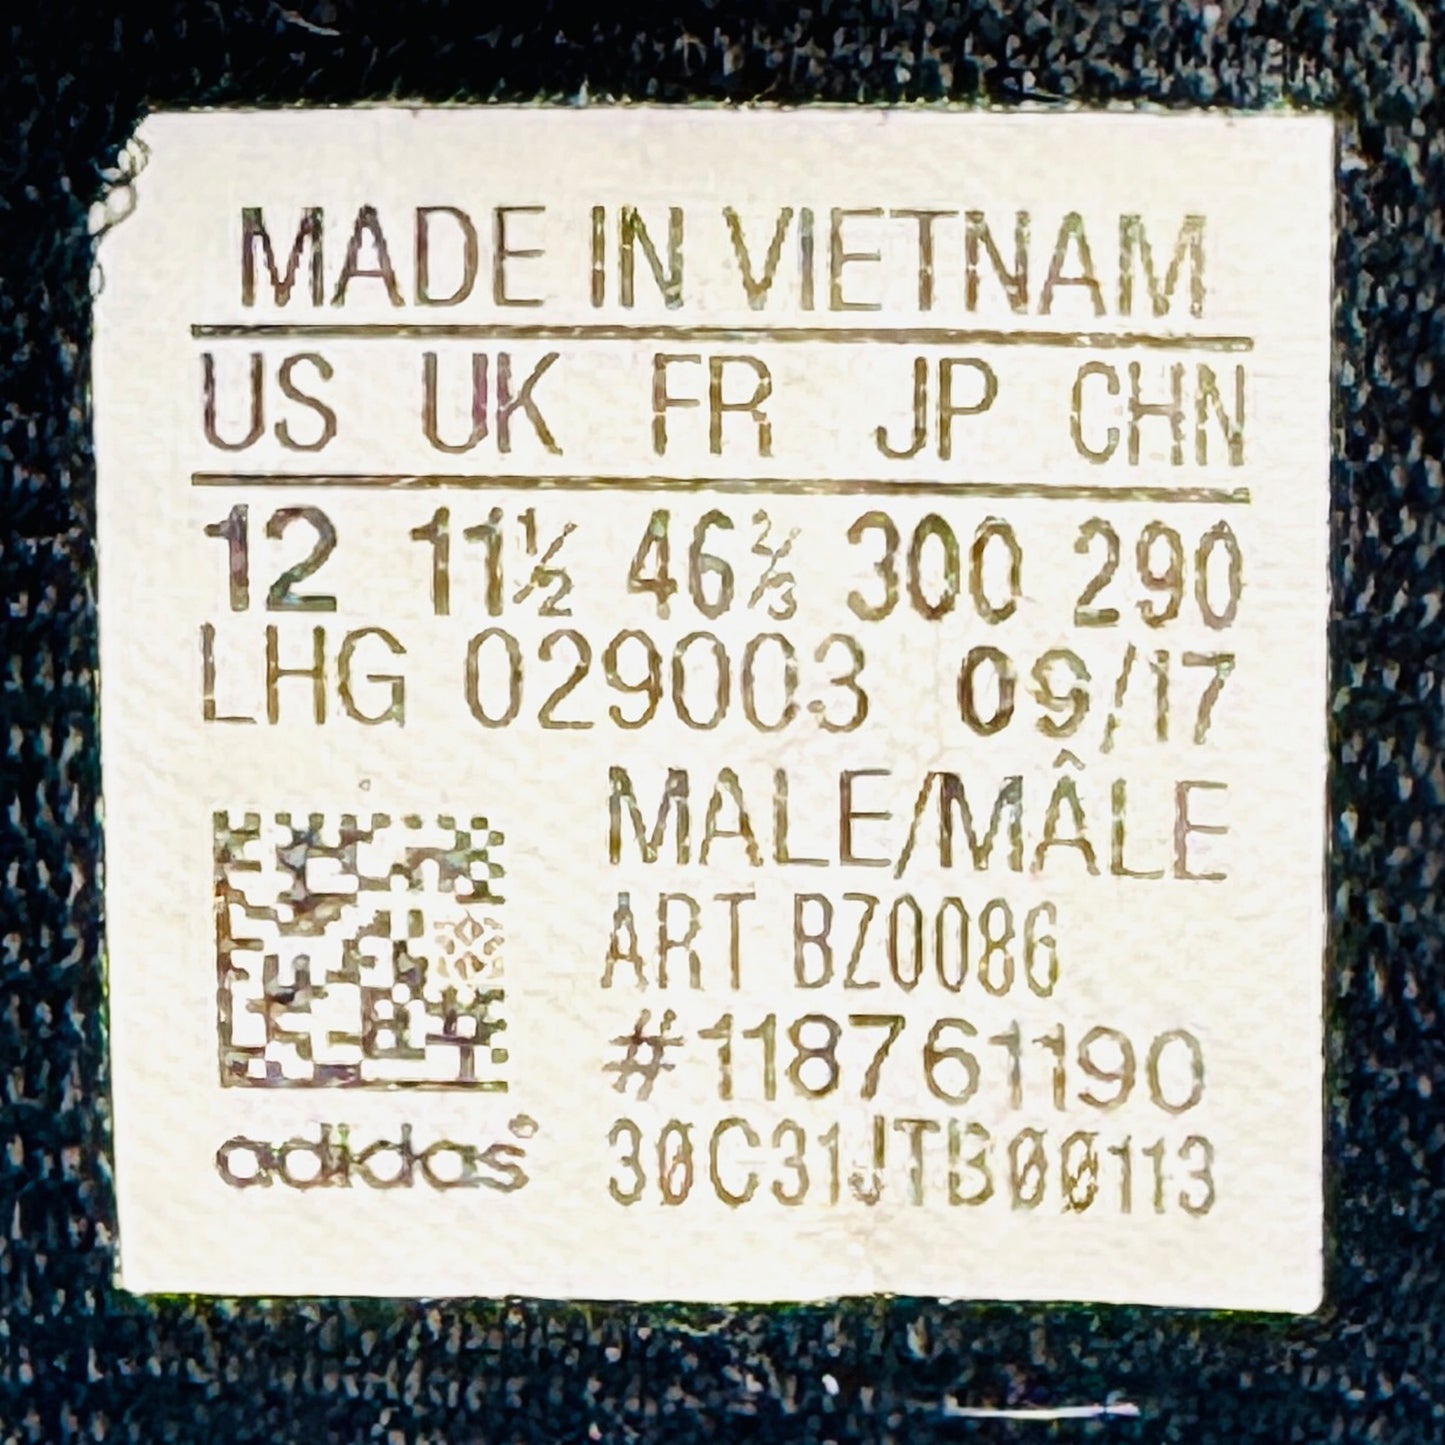 MADE IN VIETNAM
US UK FR JP CHN
12 11½ 46⅔ 300 290
LHG 029003 09/17
MALE/MÂLE
ART BZ0086
#118761190
30C31JTB00113
adidas®